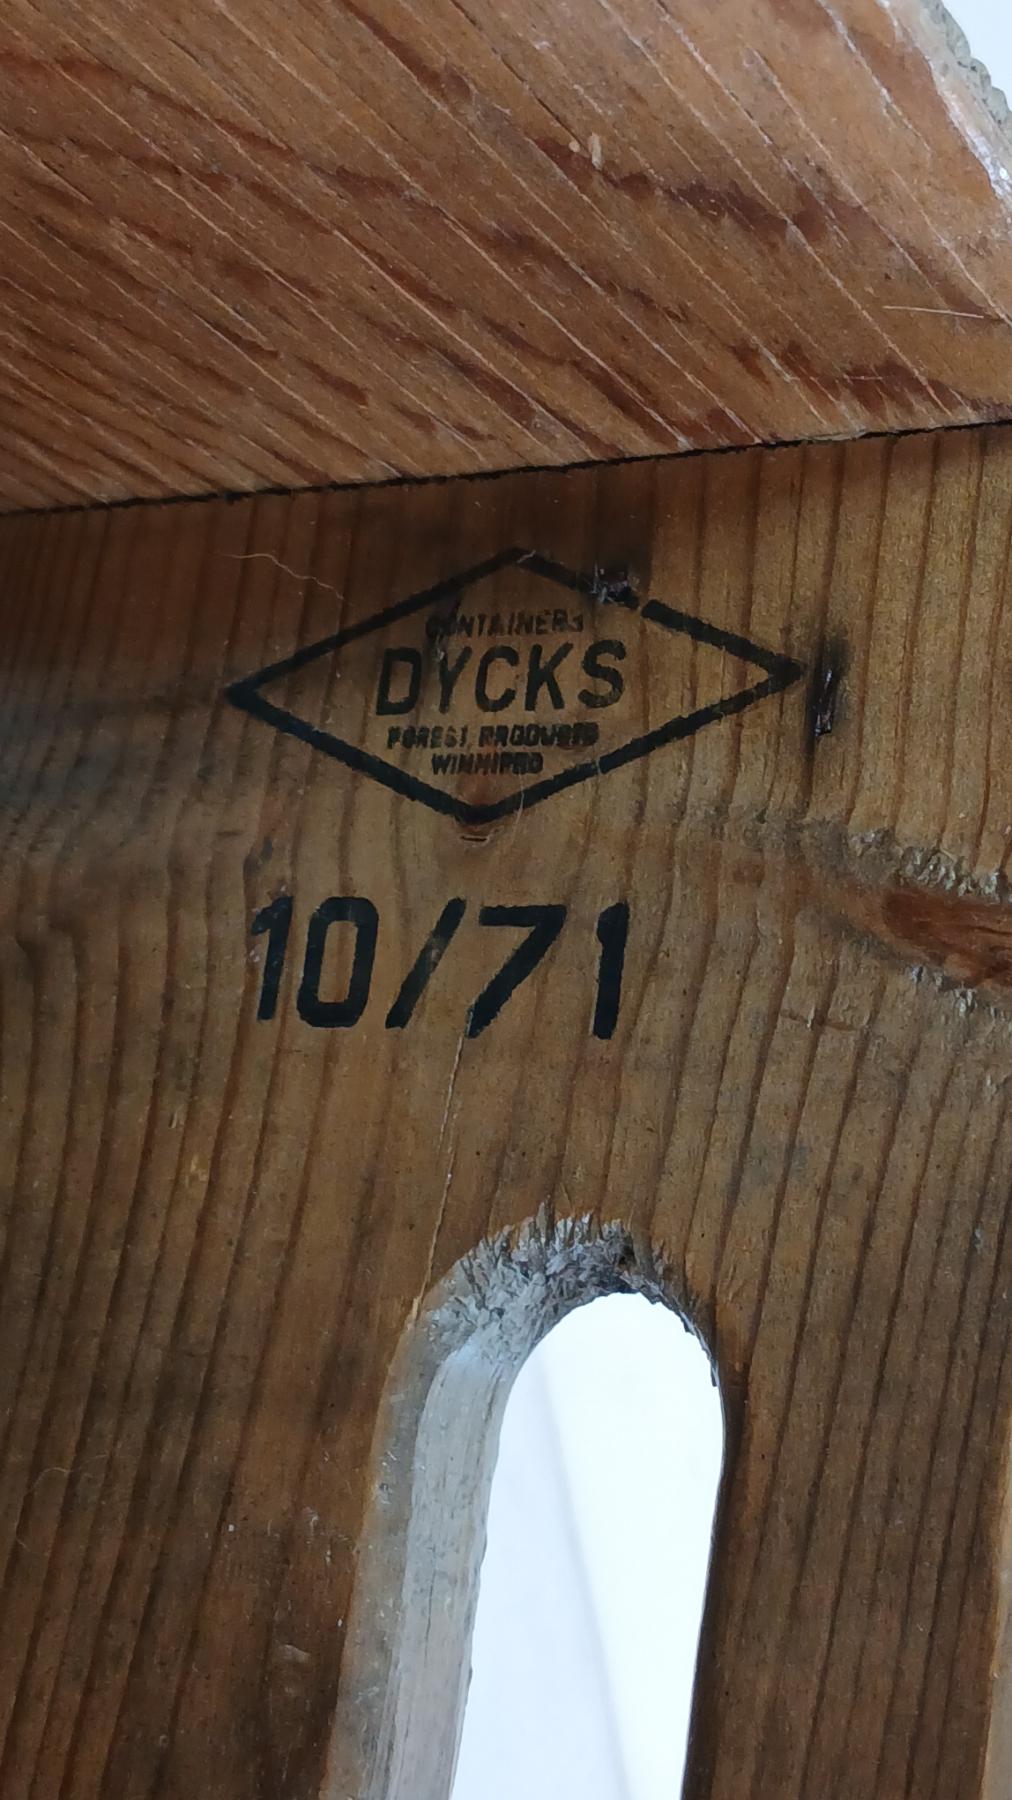 CONTAINERS
DYCKS
FOREST PRODUCTS
WINNIPEG
10/71